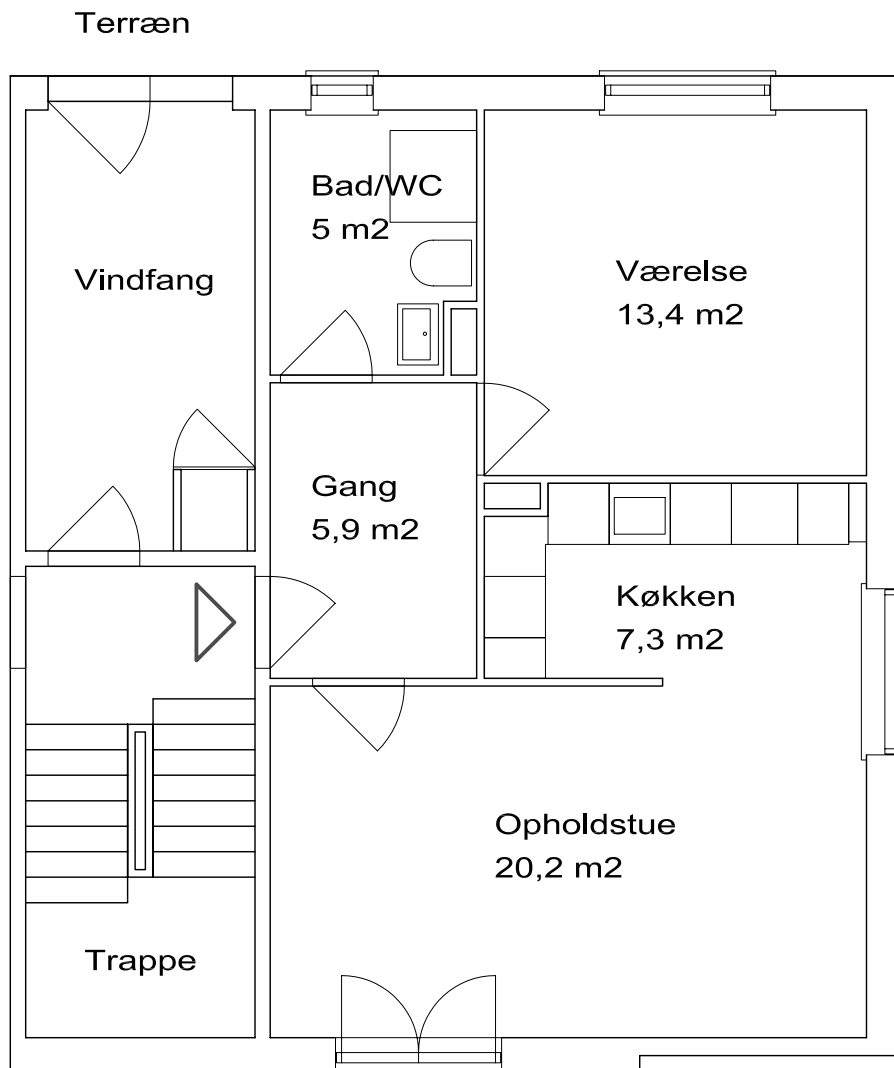 Terræn
Bad/WC
5 m2
Vindfang
Værelse
13,4 m2
Gang
5,9 m2
Køkken
7,3 m2
Opholdstue
20,2 m2
Trappe